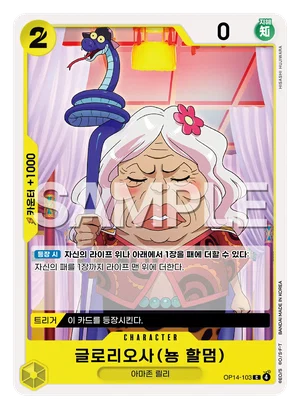 2
0
지혜
知
HISASHI FUJIWARA
카운터 +1000
SAMPLE
등장 시 자신의 라이프 위나 아래에서 1장을 패에 더할 수 있다:
자신의 패를 1장까지 라이프 맨 위에 더한다.
트리거 이 카드를 등장시킨다.
CHARACTER
글로리오사(뇽 할멈)
아마존 릴리
OP14-103 C
BANDAI MADE IN KOREA